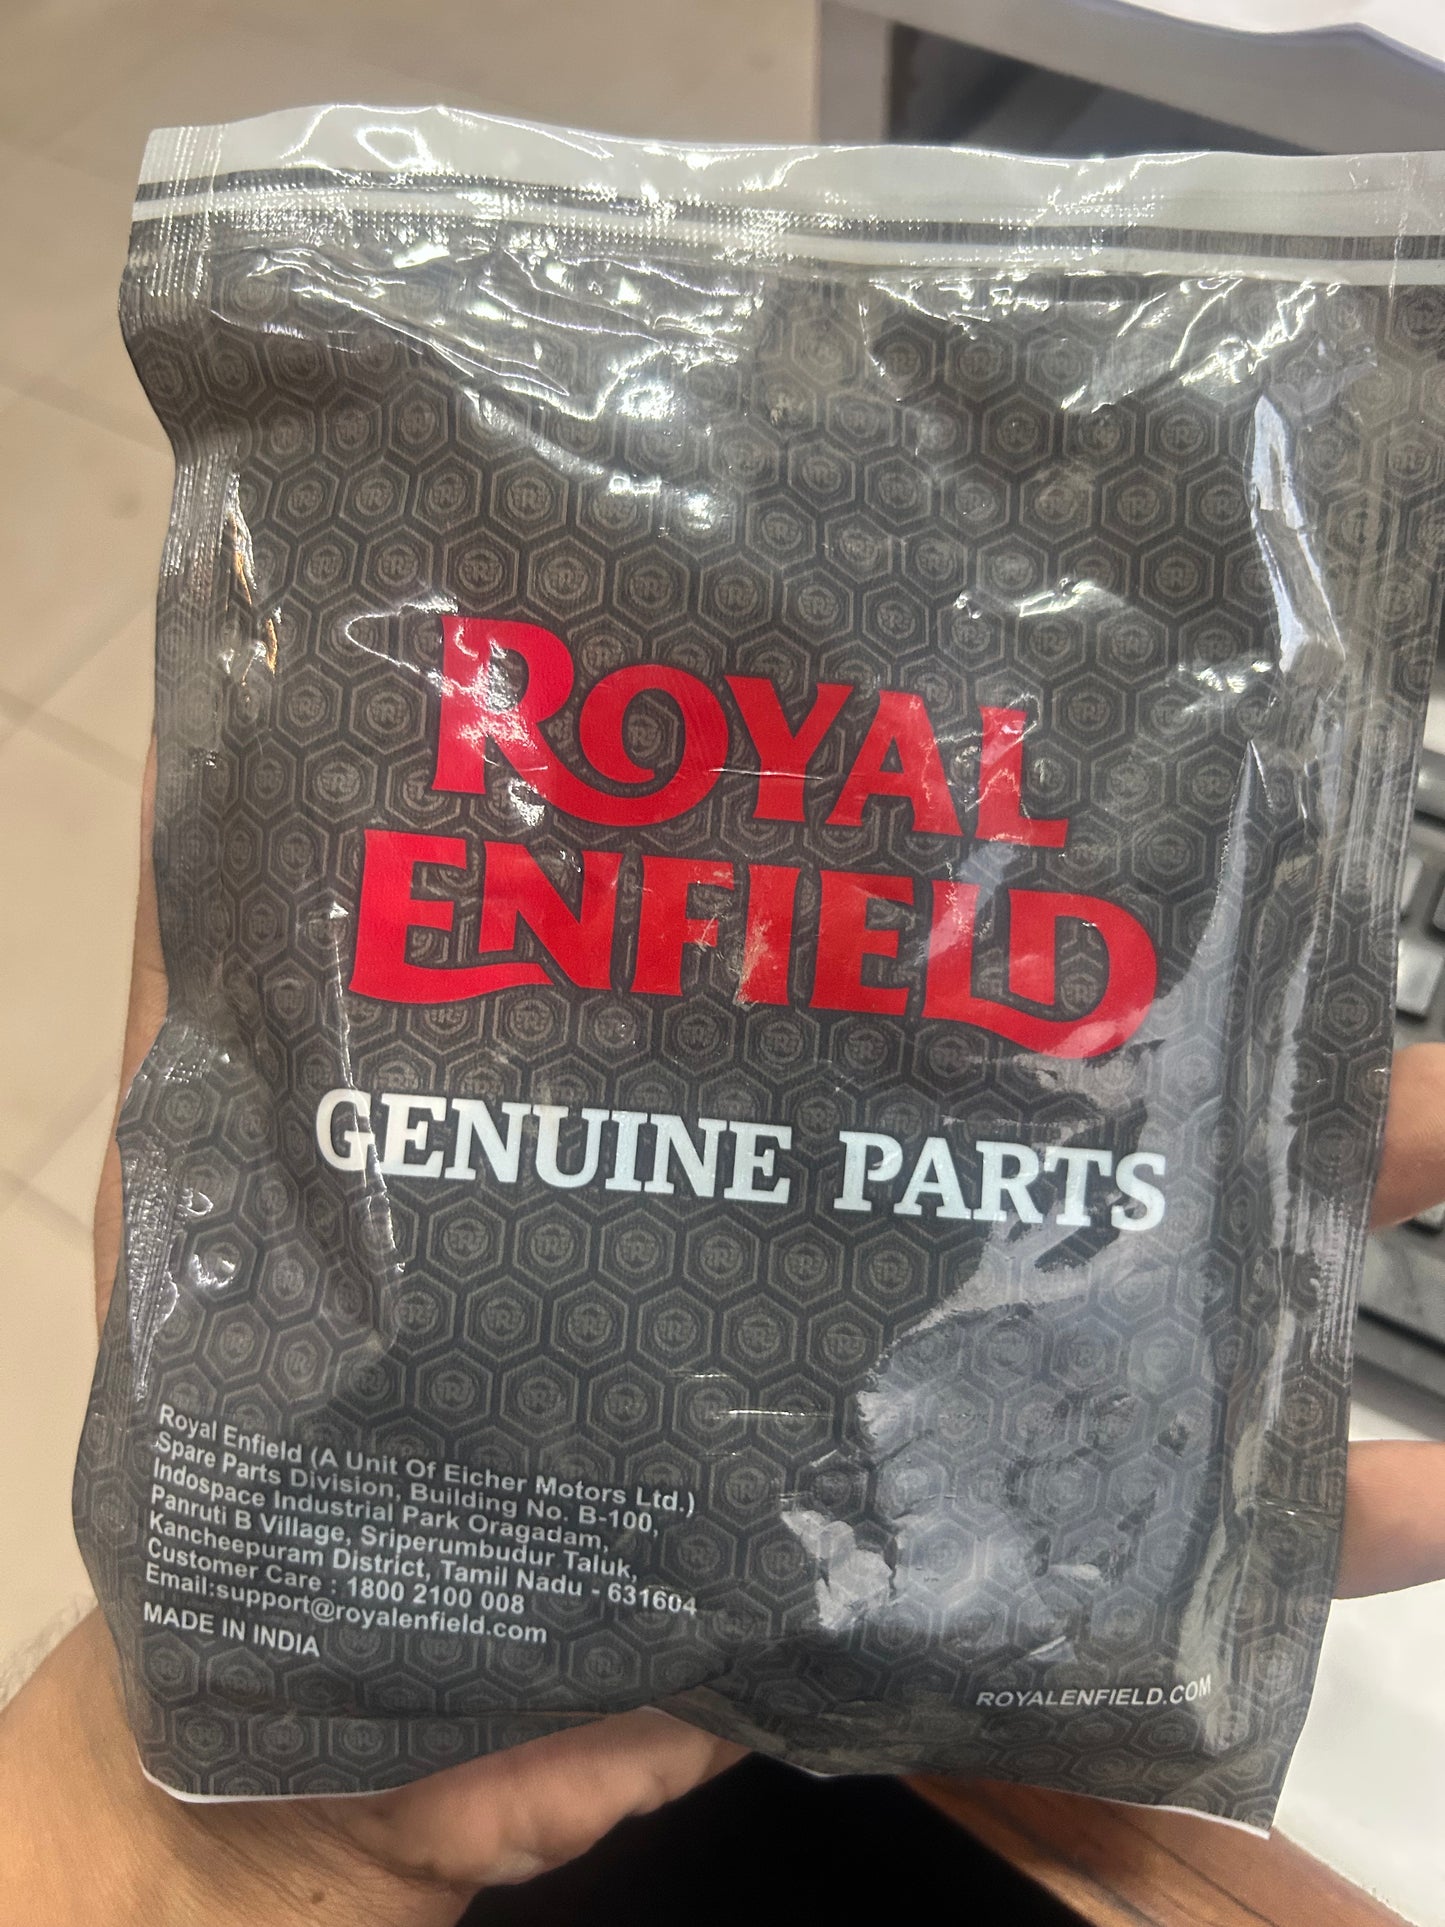 ROYAL
ENFIELD
GENUINE PARTS
Royal Enfield (A Unit Of Eicher Motors Ltd.)
Spare Parts Division, Building No. B-100,
Indospace Industrial Park Oragadam,
Panruti B Village, Sriperumbudur Taluk,
Kancheepuram District, Tamil Nadu - 631604
Customer Care : 1800 2100 008
Email:support@royalenfield.com
MADE IN INDIA
ROYALENFIELD.COM